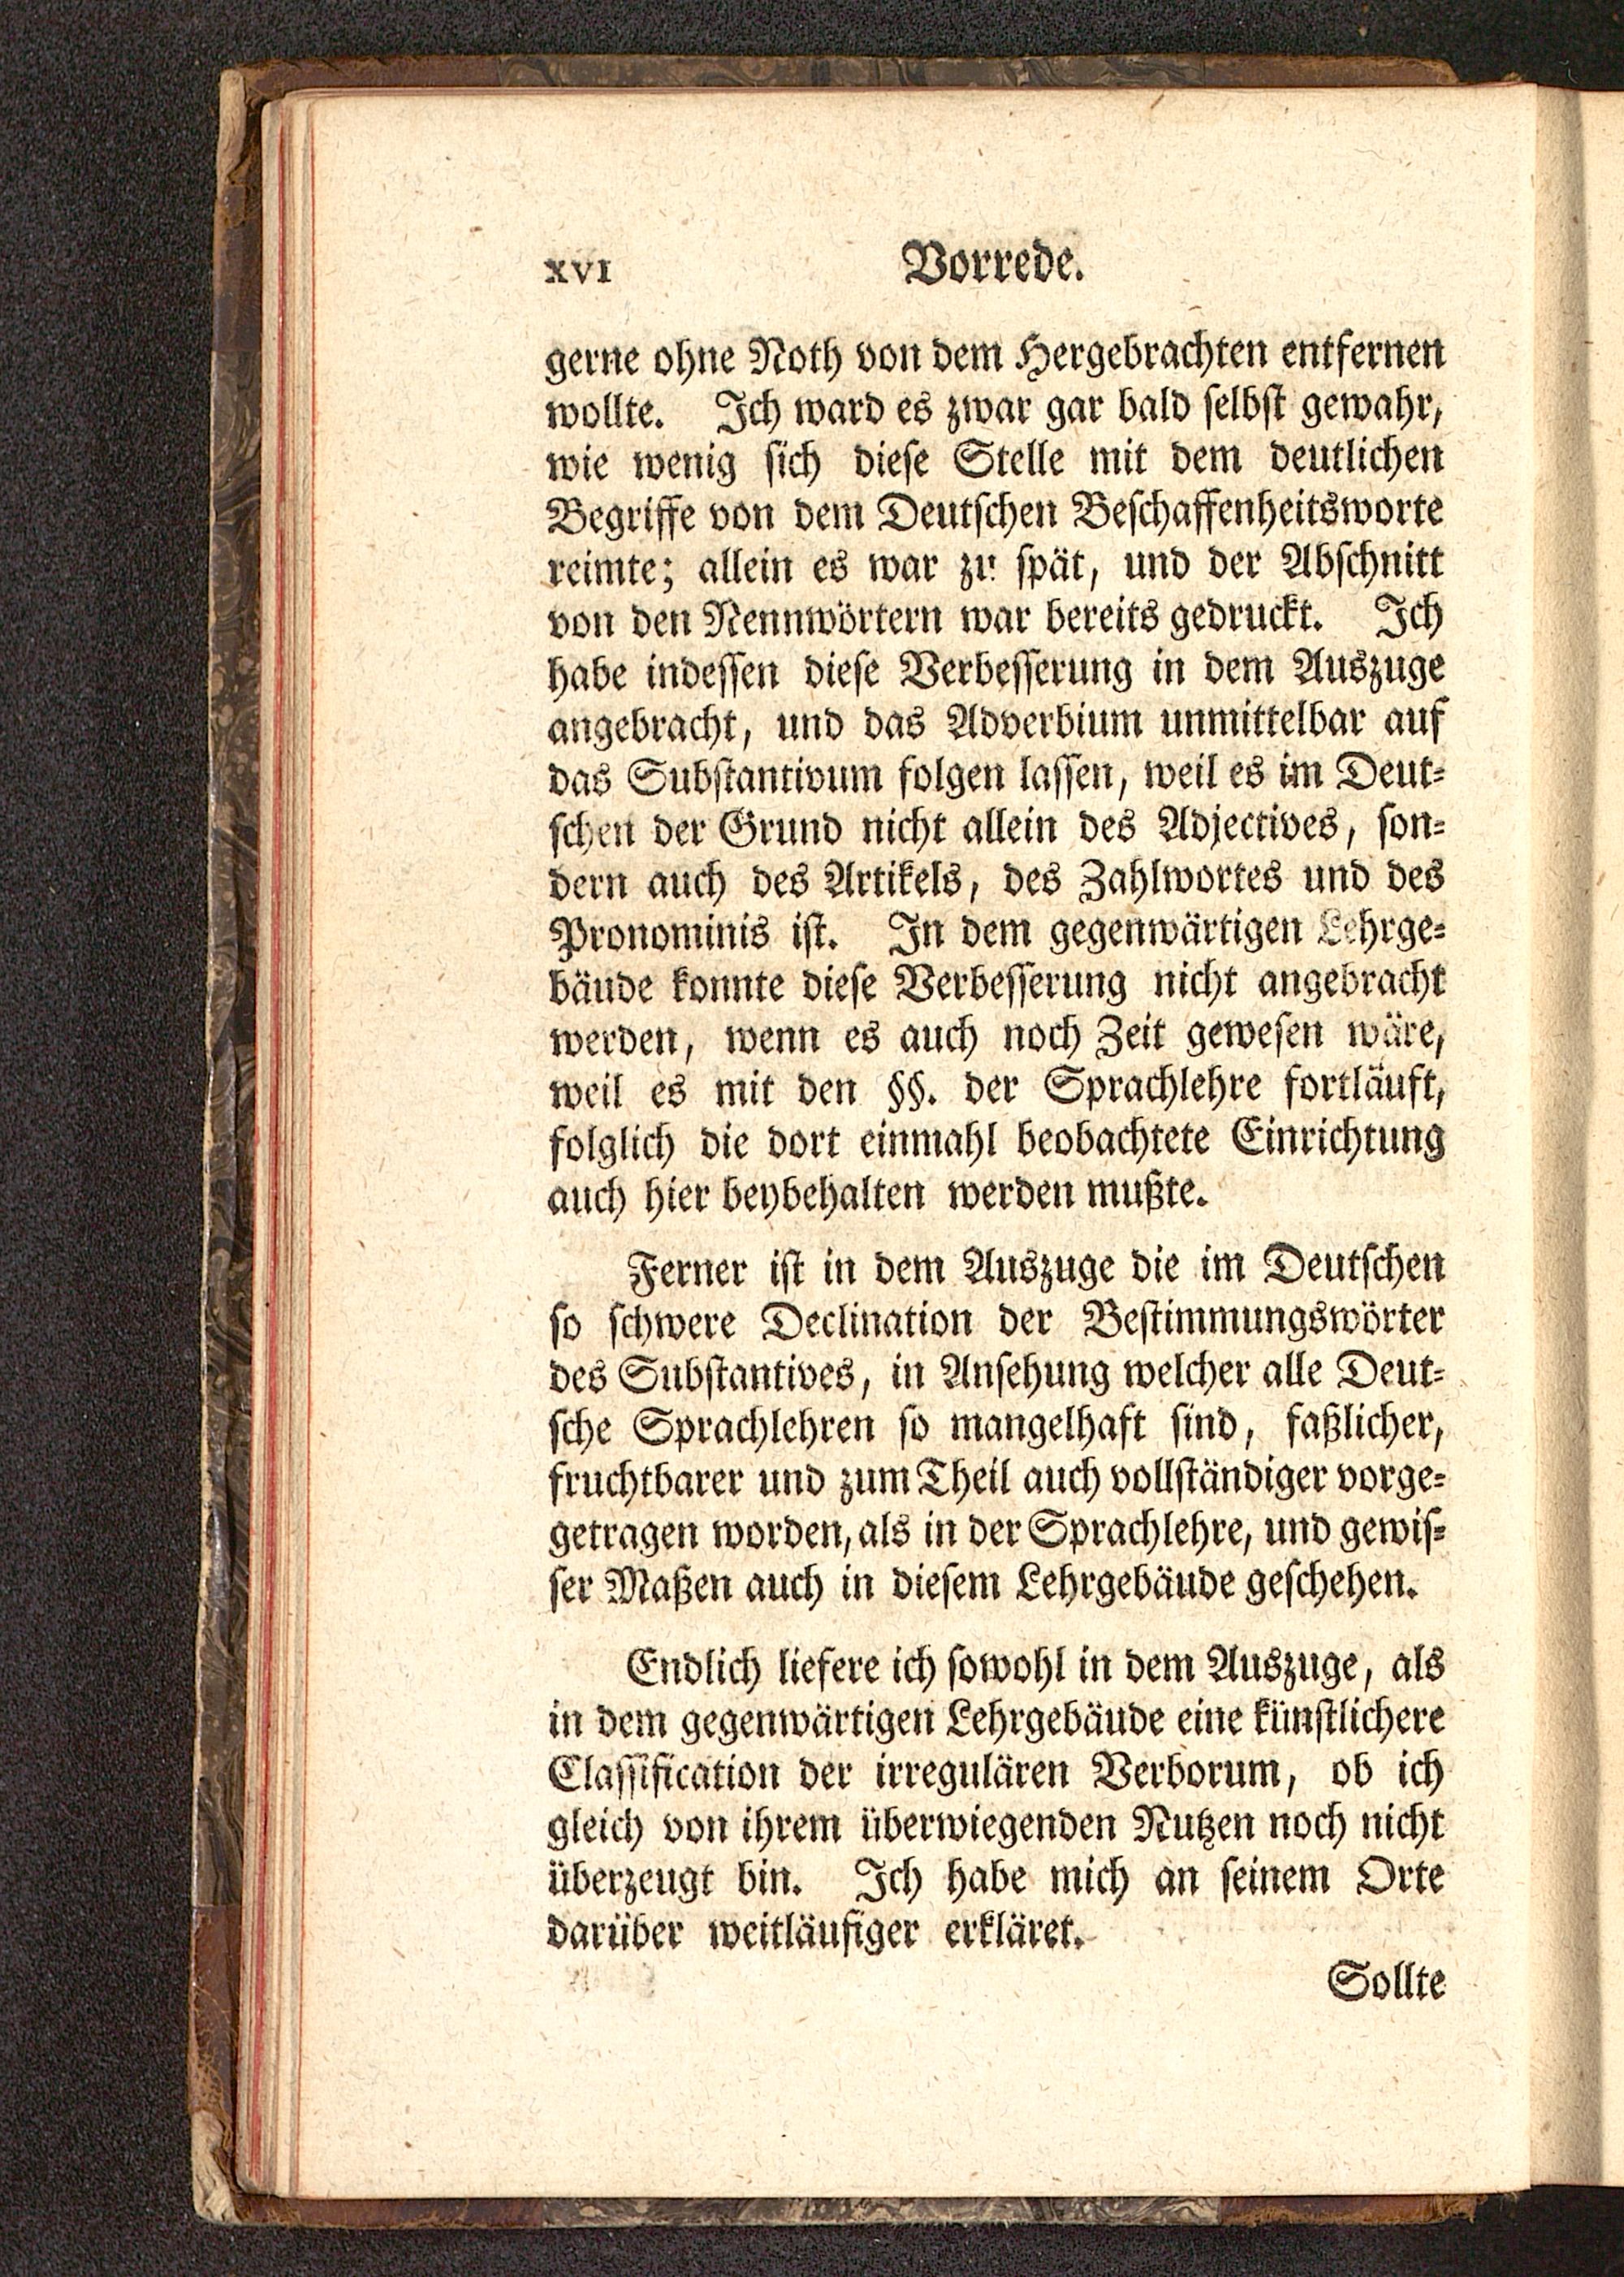 XVI Vorrede.
gerne ohne Noth von dem Hergebrachten entfernen
wollte. Ich ward es zwar gar bald selbst gewahr,
wie wenig sich diese Stelle mit dem deutlichen
Begriffe von dem Deutschen Beschaffenheitsworte
reimte; allein es war zu spät, und der Abschnitt
von den Nennwörtern war bereits gedruckt. Ich
habe indessen diese Verbesserung in dem Auszuge
angebracht, und das Adverbium unmittelbar auf
das Substantivum folgen lassen, weil es im Deut⸗
schen der Grund nicht allein des Adjectives, son⸗
dern auch des Artikels, des Zahlwortes und des
Pronominis ist. In dem gegenwärtigen Lehrge⸗
bäude konnte diese Verbesserung nicht angebracht
werden, wenn es auch noch Zeit gewesen wäre,
weil es mit den §§. der Sprachlehre fortläuft,
folglich die dort einmahl beobachtete Einrichtung
auch hier beybehalten werden mußte.
Ferner ist in dem Auszuge die im Deutschen
so schwere Declination der Bestimmungswörter
des Substantives, in Ansehung welcher alle Deut⸗
sche Sprachlehren so mangelhaft sind, faßlicher,
fruchtbarer und zum Theil auch vollständiger vorge⸗
getragen worden, als in der Sprachlehre, und gewis⸗
ser Maßen auch in diesem Lehrgebäude geschehen.
Endlich liefere ich sowohl in dem Auszuge, als
in dem gegenwärtigen Lehrgebäude eine künstlichere
Classification der irregulären Verborum, ob ich
gleich von ihrem überwiegenden Nutzen noch nicht
überzeugt bin. Ich habe mich an seinem Orte
darüber weitläufiger erkläret.
Sollte